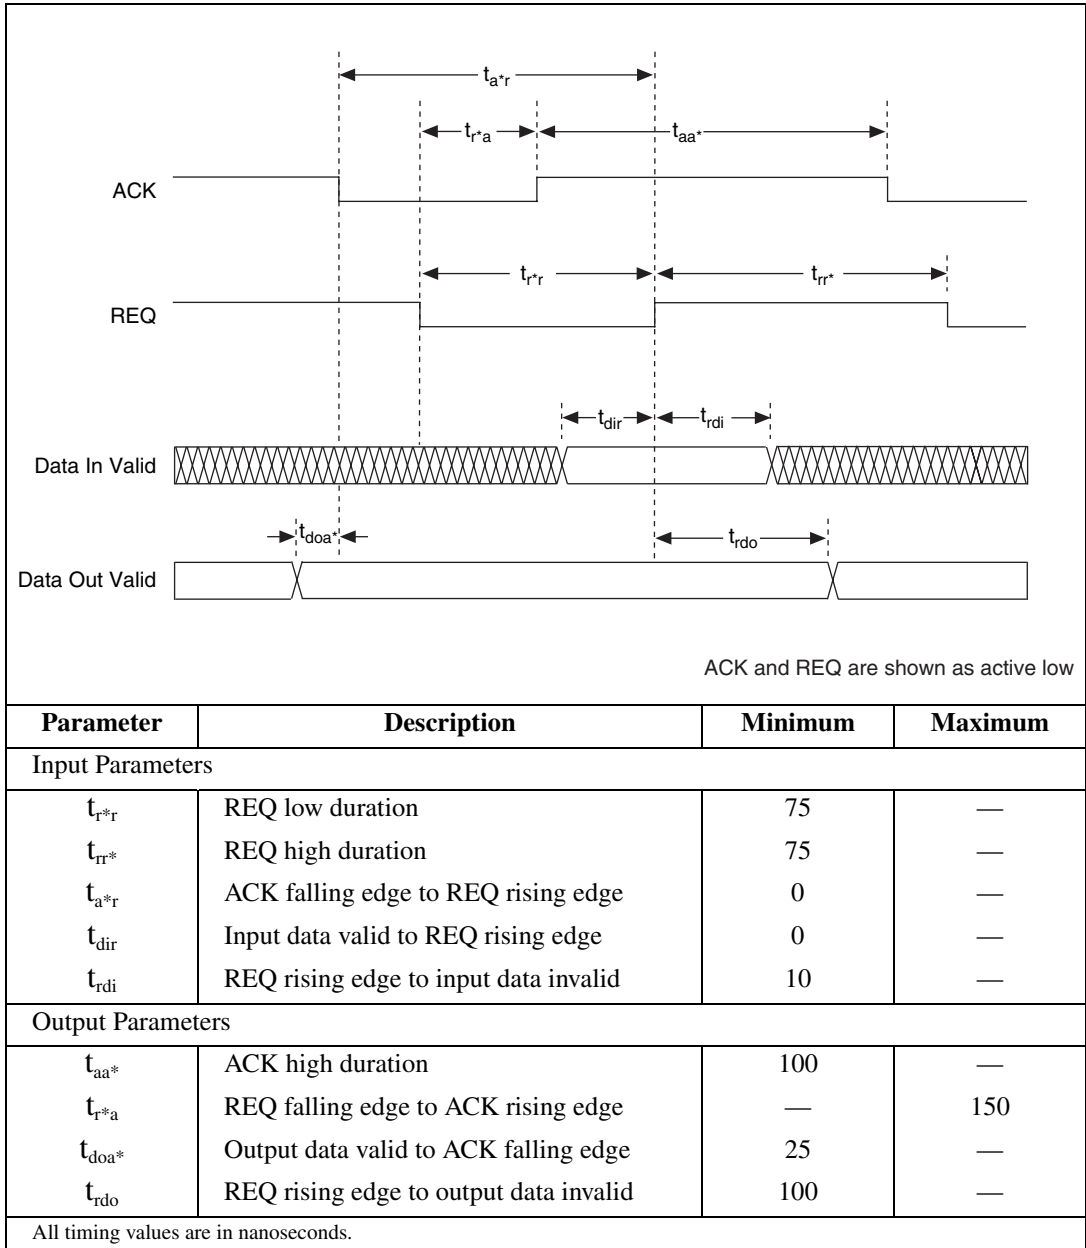 ta*r
tr*a
taa*
ACK
tr*r
trr*
REQ
tdir
trdi
Data In Valid
tdoa*
trdo
Data Out Valid
ACK and REQ are shown as active low
Parameter Description Minimum Maximum
Input Parameters
tr*r REQ low duration 75 —
trr* REQ high duration 75 —
ta*r ACK falling edge to REQ rising edge 0 —
tdir Input data valid to REQ rising edge 0 —
trdi REQ rising edge to input data invalid 10 —
Output Parameters
taa* ACK high duration 100 —
tr*a REQ falling edge to ACK rising edge — 150
tdoa* Output data valid to ACK falling edge 25 —
trdo REQ rising edge to output data invalid 100 —
All timing values are in nanoseconds.